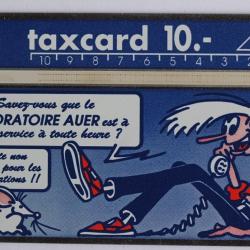 taxcard 10.-
10 9 8 7 6 5 4 3 2
Savez-vous que le
ORATOIRE AUER est à
service à toute heure ?
te non
pour les
ations !!